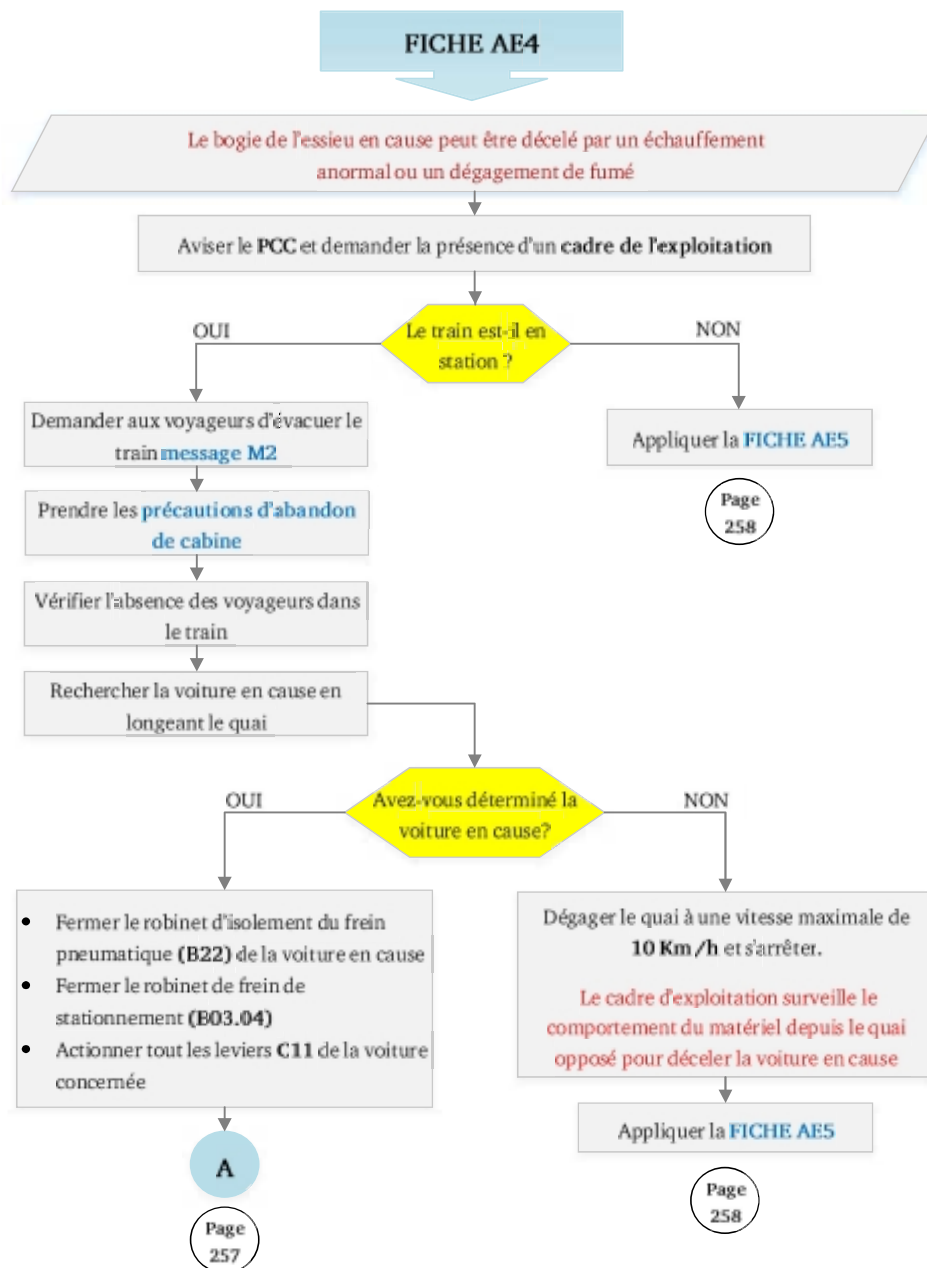 FICHE AE4
Le bogie de l'essieu en cause peut être décelé par un échauffement
anormal ou un dégagement de fumé
Aviser le PCC et demander la présence d'un cadre de l'exploitation
OUI
Le train est-il en
station ?
NON
Demander aux voyageurs d'évacuer le
train message M2
Appliquer la FICHE AE5
Page
258
Prendre les précautions d'abandon
de cabine
Vérifier l'absence des voyageurs dans
le train
Rechercher la voiture en cause en
longeant le quai
OUI
Avez-vous déterminé la
voiture en cause?
NON
• Fermer le robinet d'isolement du frein
pneumatique (B22) de la voiture en cause
• Fermer le robinet de frein de
stationnement (B03.04)
• Actionner tout les leviers C11 de la voiture
concernée
A
Page
257
Dégager le quai à une vitesse maximale de
10 Km/h et s'arrêter.
Le cadre d'exploitation surveille le
comportement du matériel depuis le quai
opposé pour déceler la voiture en cause
Appliquer la FICHE AE5
Page
258